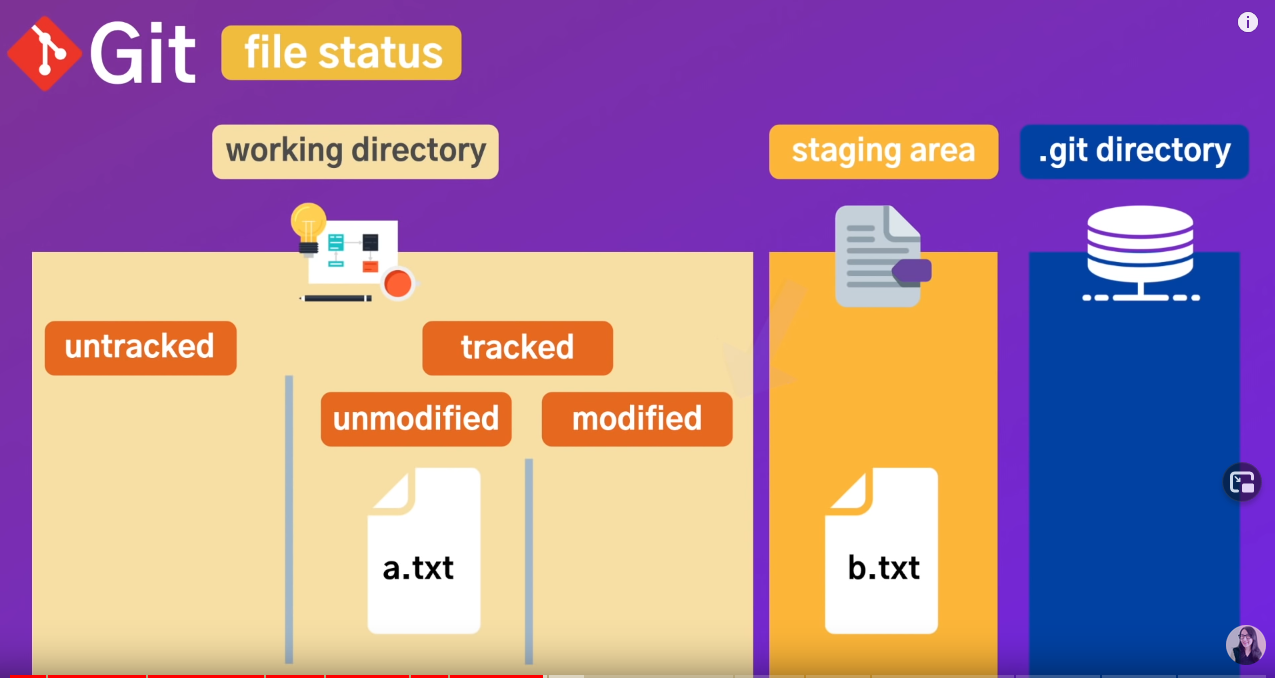 Git file status
working directory
staging area
.git directory
untracked
tracked
unmodified
modified
a.txt
b.txt